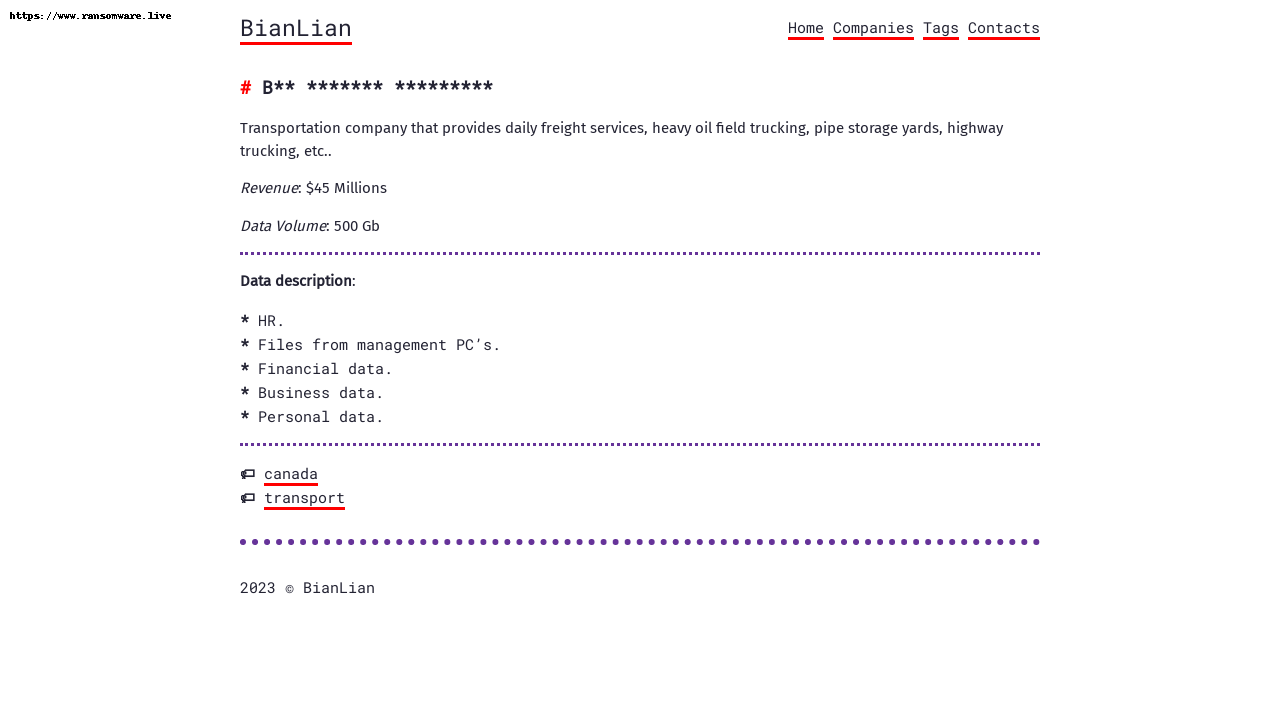 https://www.ransomware.live
BianLian
Home Companies Tags Contacts
# B** ******* *********
Transportation company that provides daily freight services, heavy oil field trucking, pipe storage yards, highway
trucking, etc..
Revenue: $45 Millions
Data Volume: 500 Gb
Data description:
* HR.
* Files from management PC’s.
* Financial data.
* Business data.
* Personal data.
canada
transport
2023 © BianLian